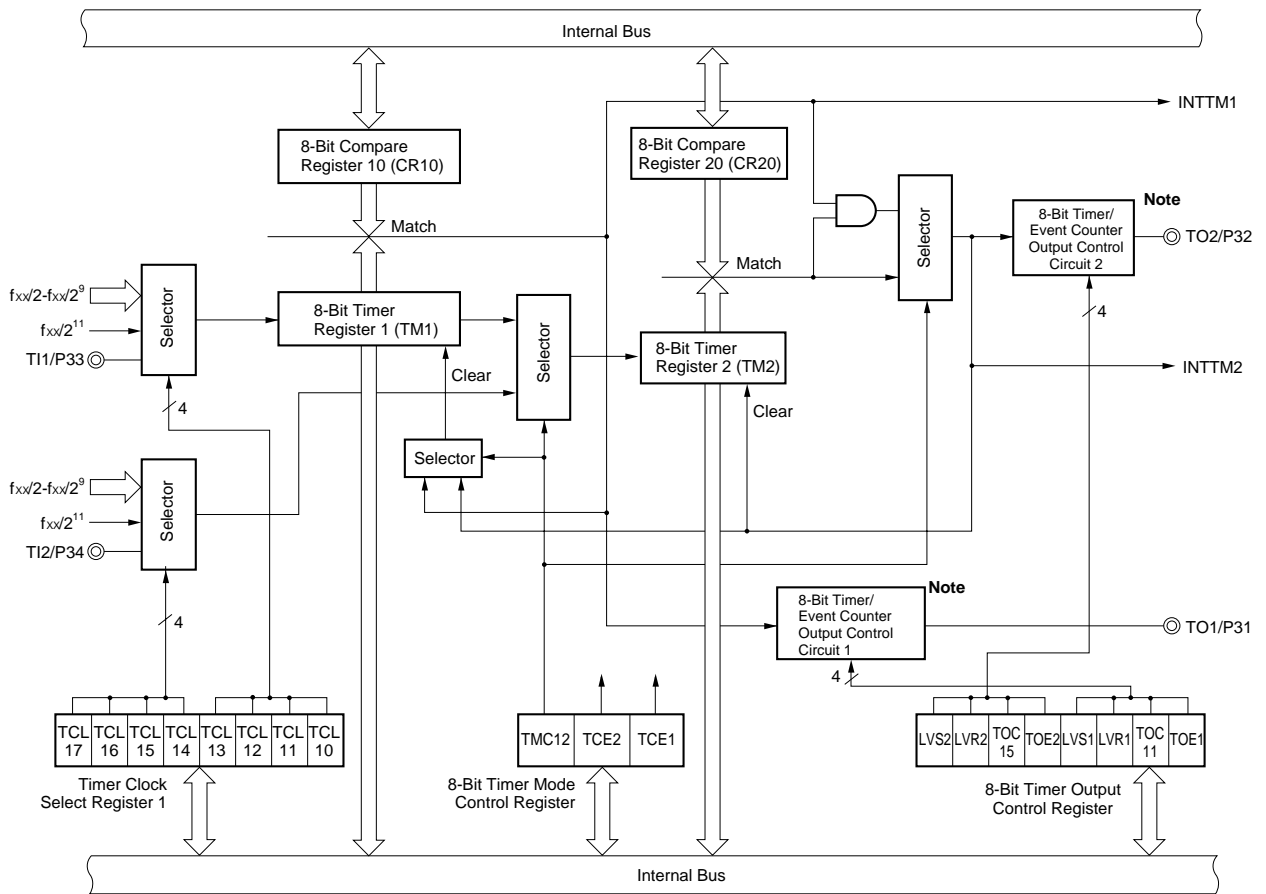 Internal Bus
INTTM1
8-Bit Compare
Register 10 (CR10)
8-Bit Compare
Register 20 (CR20)
Match
Selector
Note
8-Bit Timer/
Event Counter
Output Control
Circuit 2
TO2/P32
Match
fxx/2-fxx/2⁹
fxx/2¹¹
TI1/P33
Selector
8-Bit Timer
Register 1 (TM1)
Selector
8-Bit Timer
Register 2 (TM2)
4
INTTM2
Clear
Clear
4
Selector
fxx/2-fxx/2⁹
fxx/2¹¹
TI2/P34
Selector
Note
8-Bit Timer/
Event Counter
Output Control
Circuit 1
TO1/P31
4
4
TCL
17
TCL
16
TCL
15
TCL
14
TCL
13
TCL
12
TCL
11
TCL
10
TMC12
TCE2
TCE1
LVS2
LVR2
TOC
15
TOE2
LVS1
LVR1
TOC
11
TOE1
Timer Clock
Select Register 1
8-Bit Timer Mode
Control Register
8-Bit Timer Output
Control Register
Internal Bus